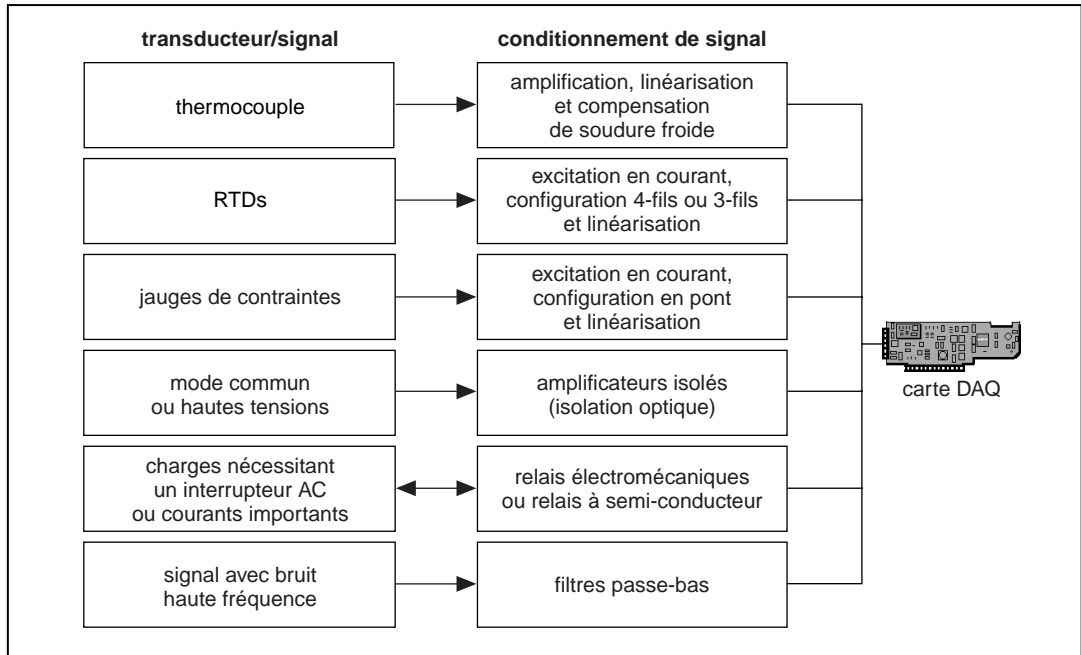 transducteur/signal
conditionnement de signal
thermocouple
amplification, linéarisation
et compensation
de soudure froide
RTDs
excitation en courant,
configuration 4-fils ou 3-fils
et linéarisation
jauges de contraintes
excitation en courant,
configuration en pont
et linéarisation
mode commun
ou hautes tensions
amplificateurs isolés
(isolation optique)
carte DAQ
charges nécessitant
un interrupteur AC
ou courants importants
relais électromécaniques
ou relais à semi-conducteur
signal avec bruit
haute fréquence
filtres passe-bas